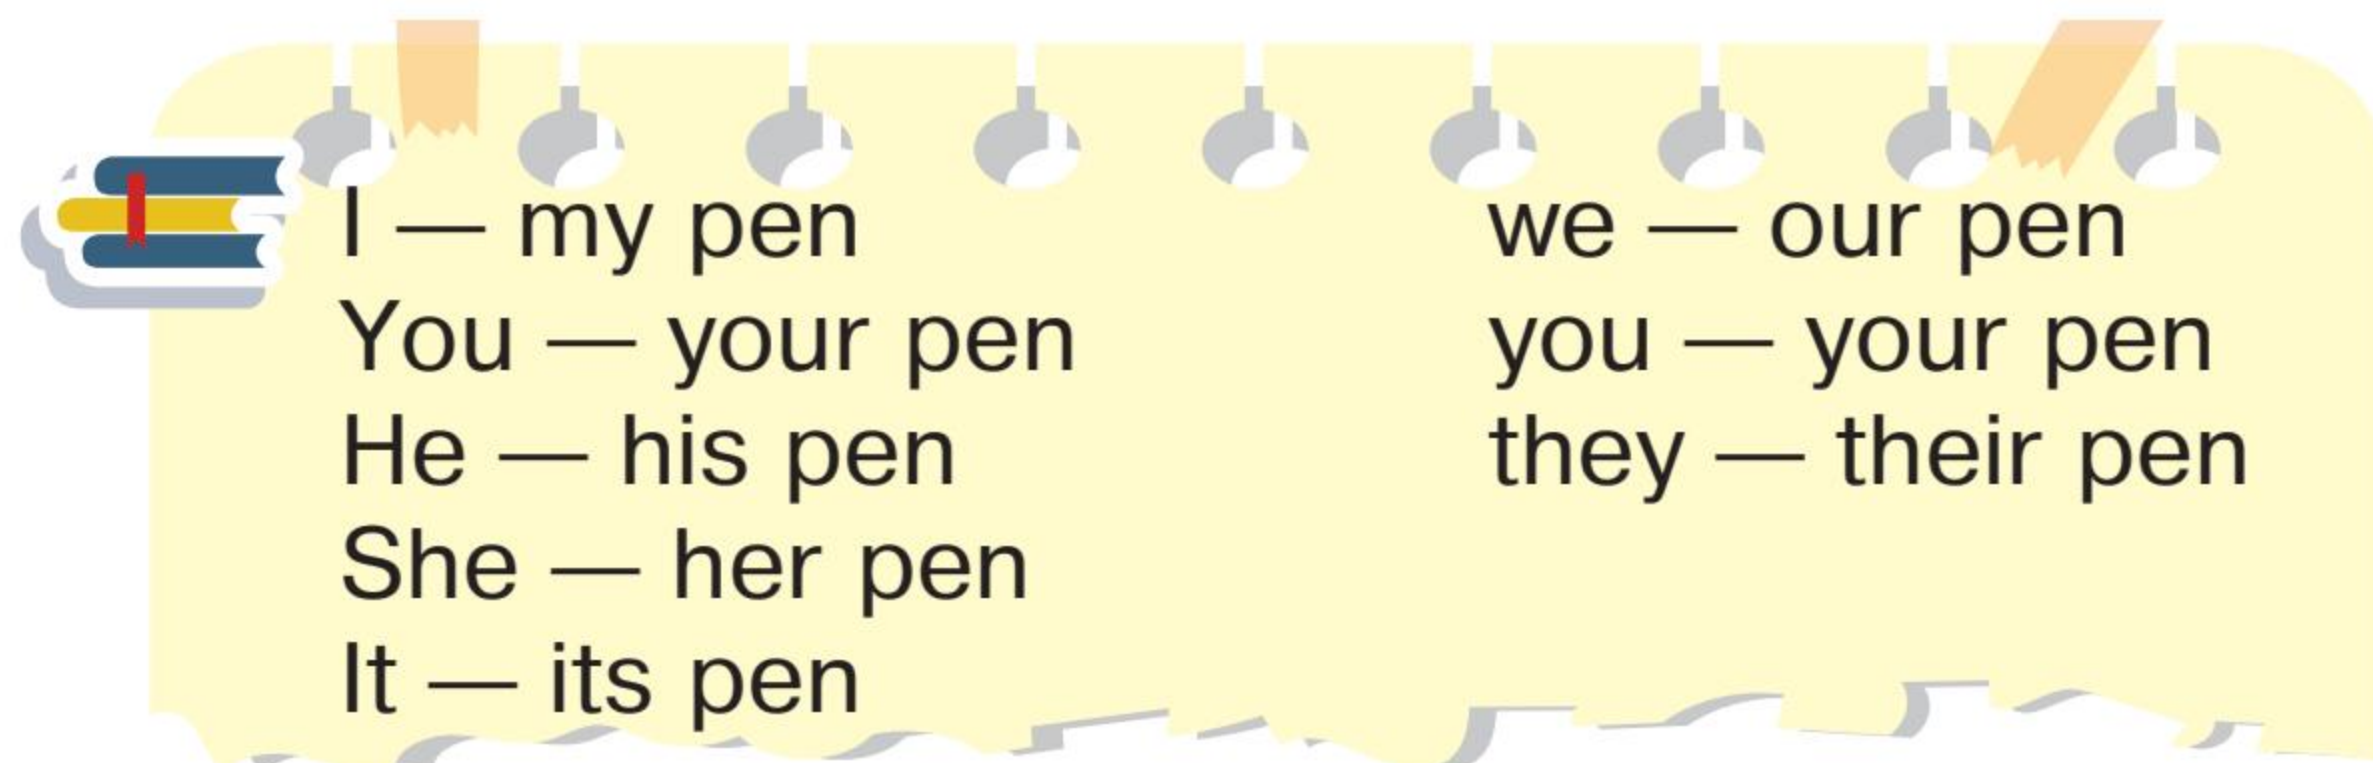 I — my pen
You — your pen
He — his pen
She — her pen
It — its pen
we — our pen
you — your pen
they — their pen